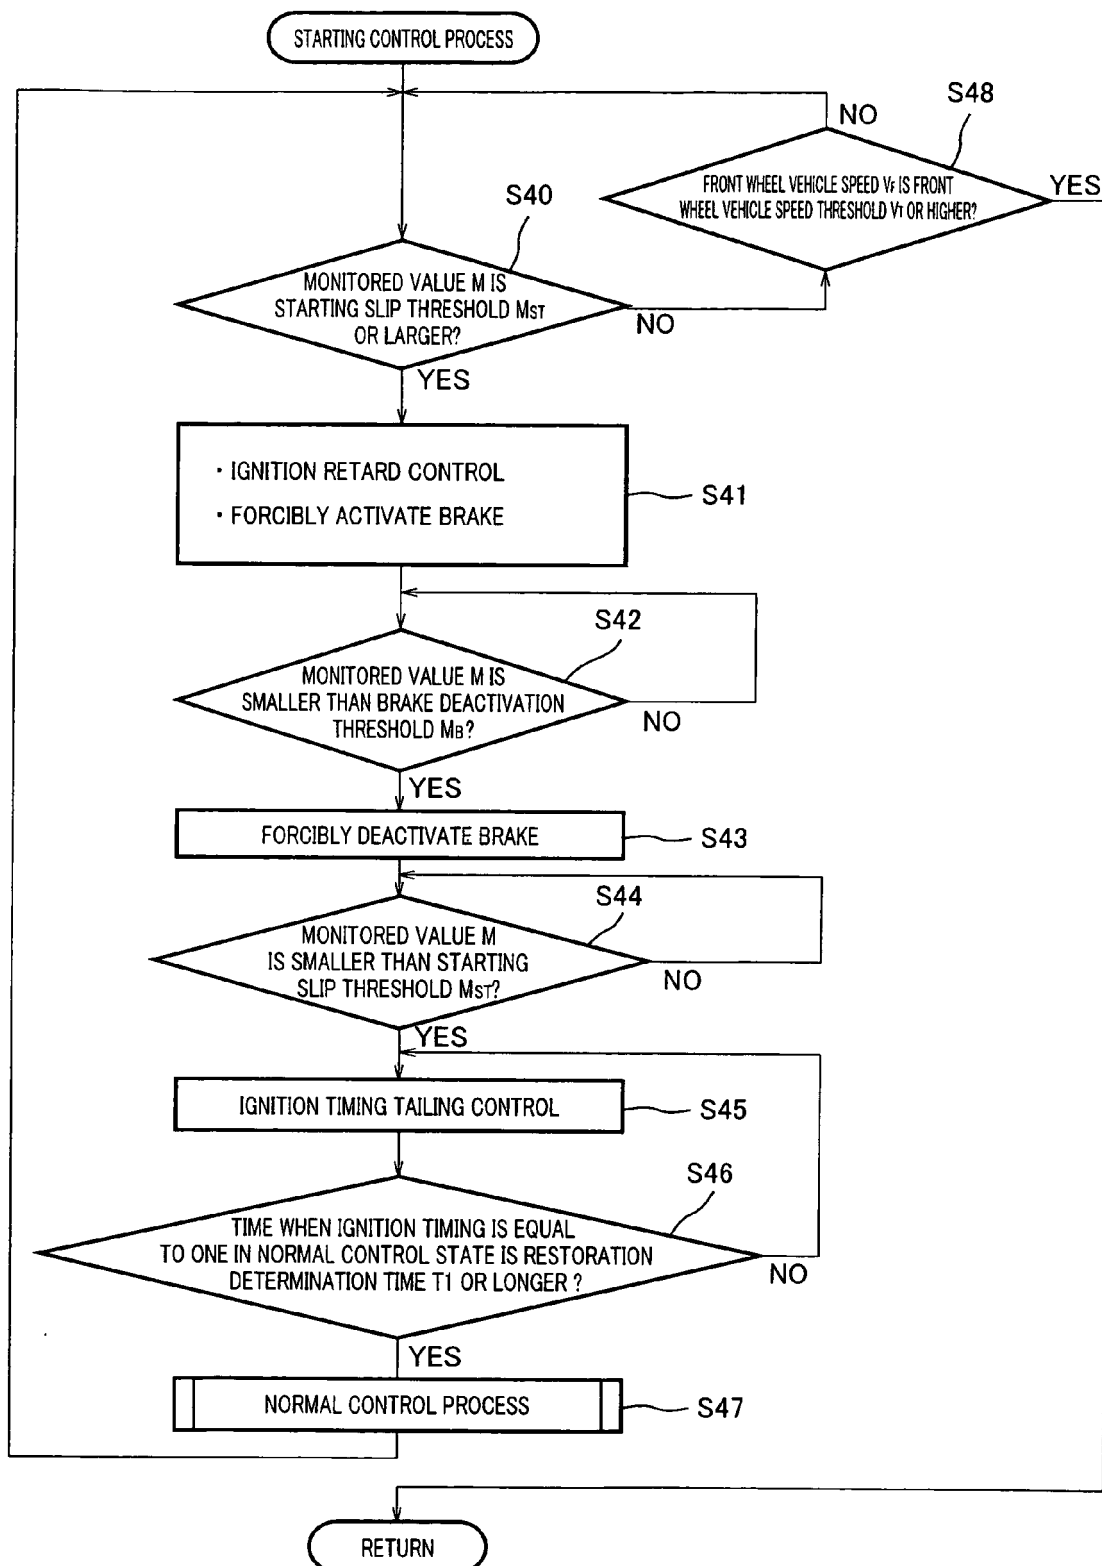 STARTING CONTROL PROCESS
S48
NO
FRONT WHEEL VEHICLE SPEED VF IS FRONT
WHEEL VEHICLE SPEED THRESHOLD VT OR HIGHER?
YES
S40
MONITORED VALUE M IS
STARTING SLIP THRESHOLD MST
OR LARGER?
NO
YES
・IGNITION RETARD CONTROL
・FORCIBLY ACTIVATE BRAKE
S41
S42
MONITORED VALUE M IS
SMALLER THAN BRAKE DEACTIVATION
THRESHOLD MB?
NO
YES
FORCIBLY DEACTIVATE BRAKE
S43
S44
MONITORED VALUE M
IS SMALLER THAN STARTING
SLIP THRESHOLD MST?
NO
YES
IGNITION TIMING TAILING CONTROL
S45
S46
TIME WHEN IGNITION TIMING IS EQUAL
TO ONE IN NORMAL CONTROL STATE IS RESTORATION
DETERMINATION TIME T1 OR LONGER ?
NO
YES
NORMAL CONTROL PROCESS
S47
RETURN